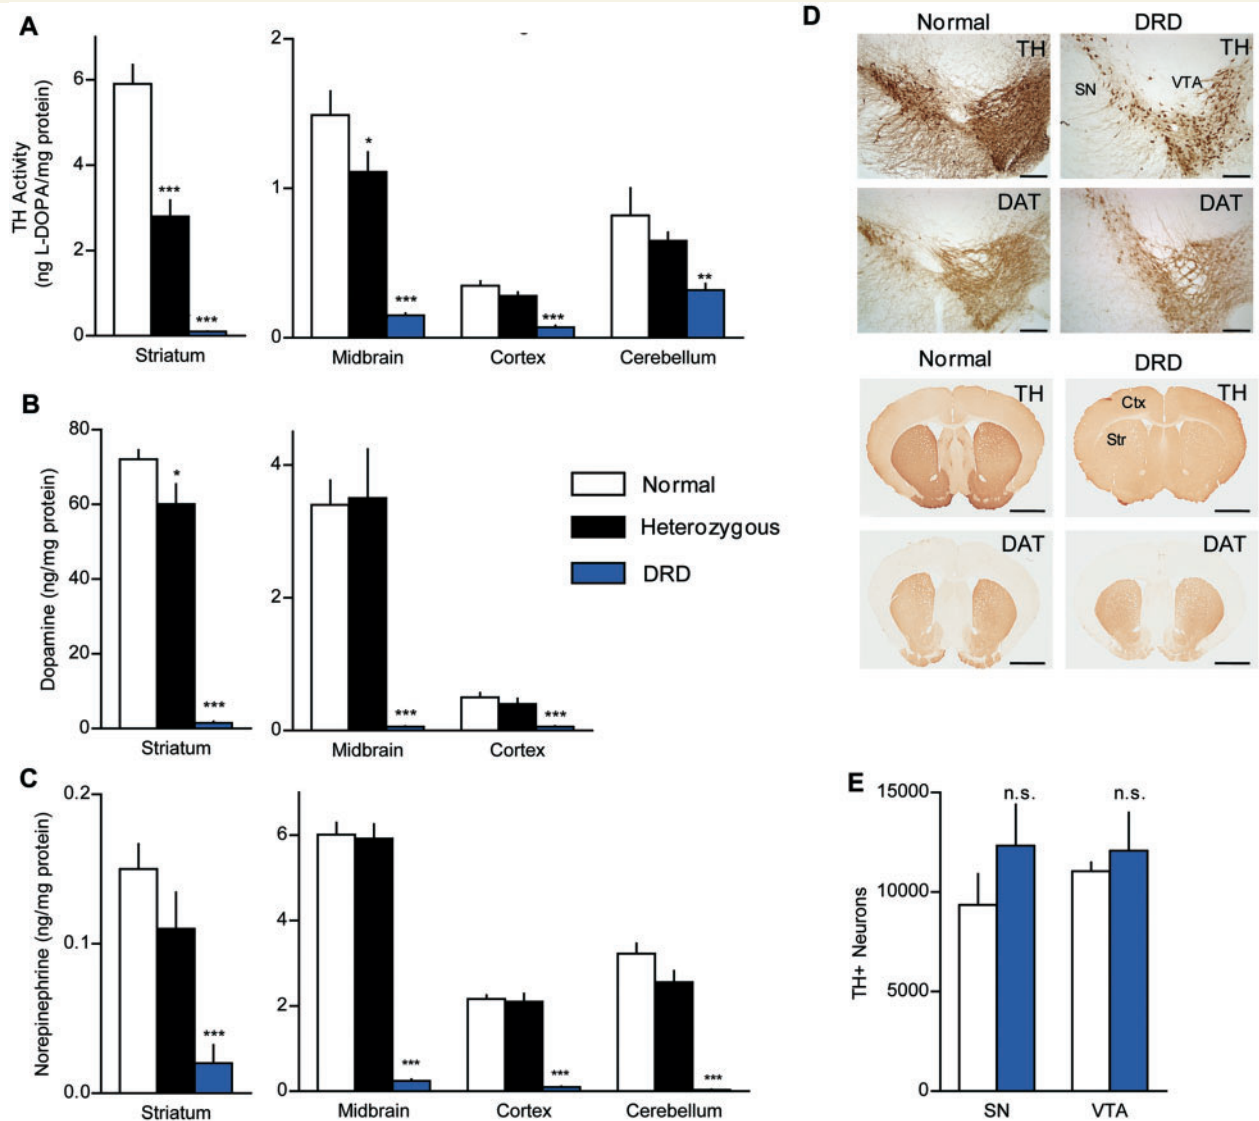 A
TH Activity
(ng L-DOPA/mg protein)
6
4
2
0
***
***
Striatum
2
1
0
*
***
***
**
Midbrain
Cortex
Cerebellum
B
Dopamine (ng/mg protein)
80
60
40
20
0
*
***
Striatum
4
2
0
***
***
Midbrain
Cortex
Normal
Heterozygous
DRD
C
Norepinephrine (ng/mg protein)
0.2
0.1
0.0
***
Striatum
6
4
2
0
***
***
***
Midbrain
Cortex
Cerebellum
D
Normal
DRD
TH
TH
SN
VTA
DAT
DAT
Normal
DRD
TH
TH
Ctx
Str
DAT
DAT
E
TH+ Neurons
15000
10000
5000
0
n.s.
n.s.
SN
VTA